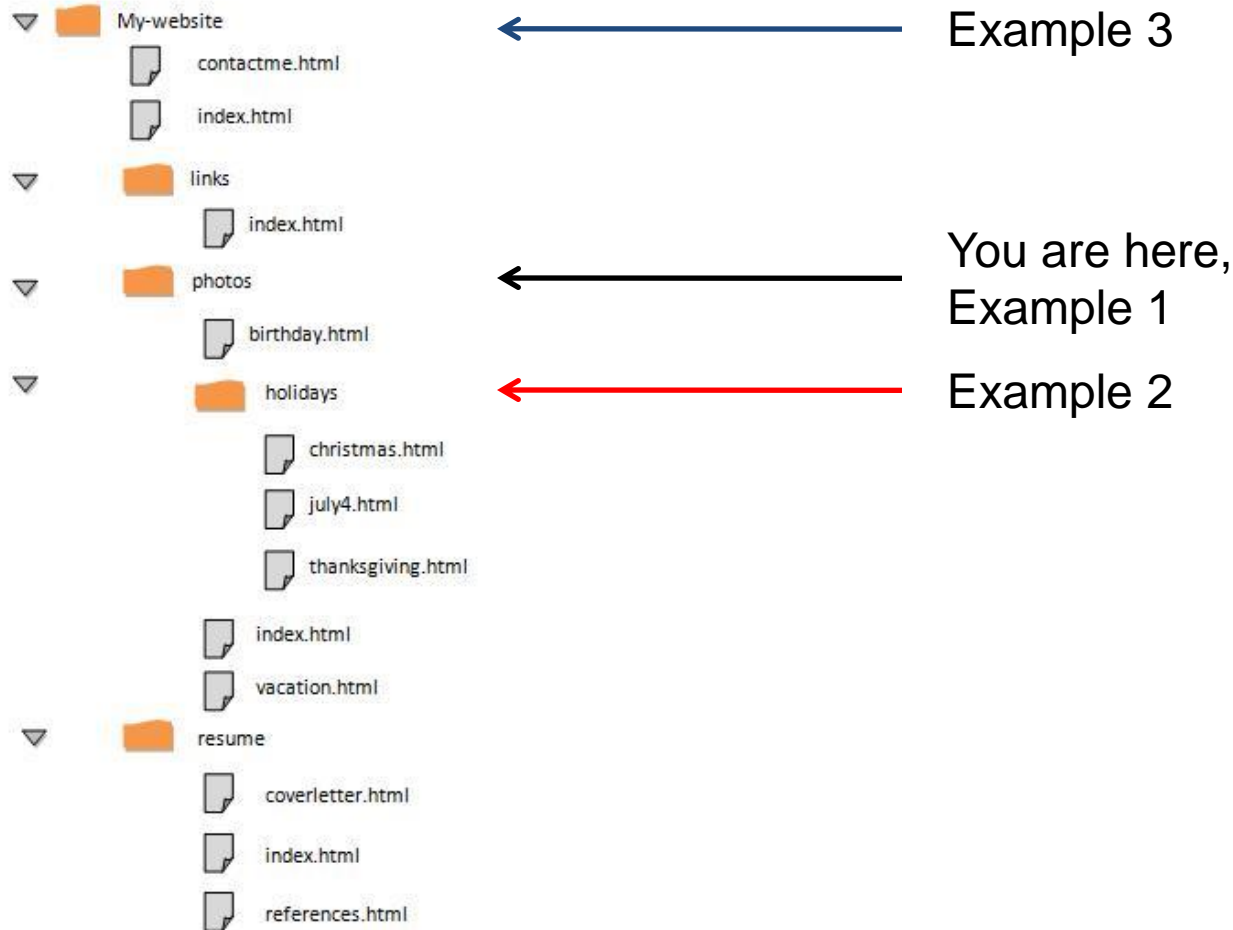 My-website
Example 3
contactme.html
index.html
links
index.html
You are here,
Example 1
photos
birthday.html
holidays
Example 2
christmas.html
july4.html
thanksgiving.html
index.html
vacation.html
resume
coverletter.html
index.html
references.html